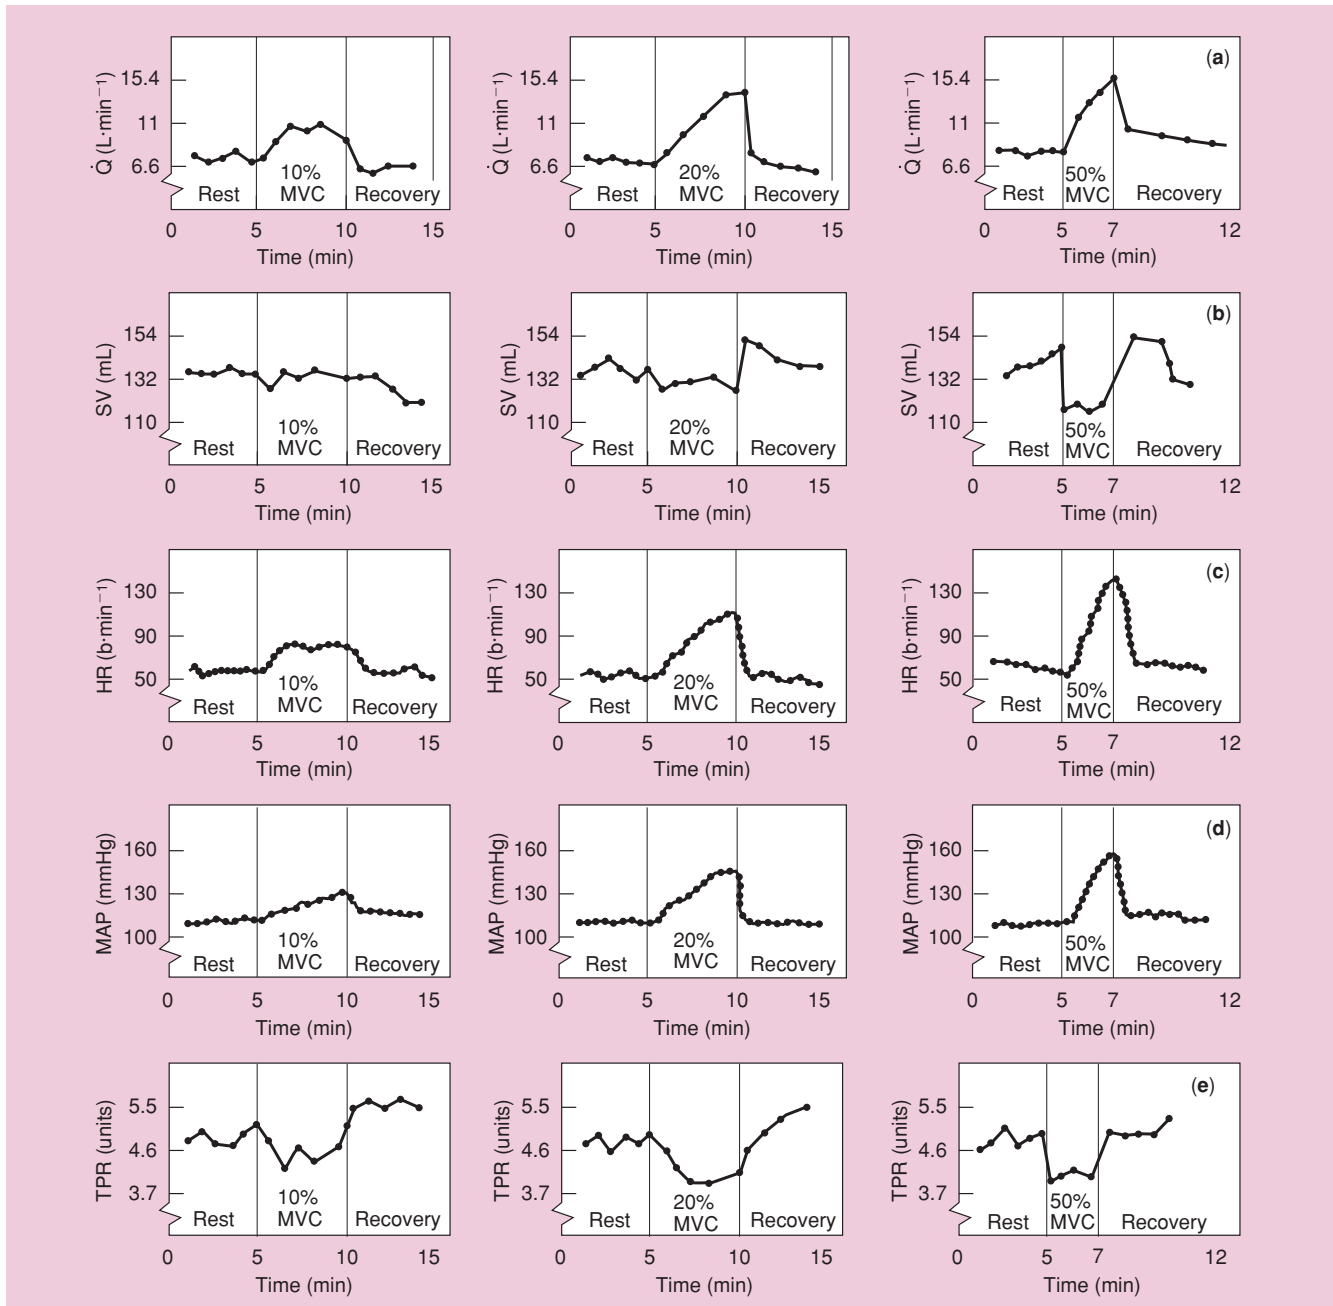 (a)
Q̇ (L·min⁻¹)
15.4
11
6.6
Rest
10%
MVC
Recovery
0 5 10 15
Time (min)
Q̇ (L·min⁻¹)
15.4
11
6.6
Rest
20%
MVC
Recovery
0 5 10 15
Time (min)
Q̇ (L·min⁻¹)
15.4
11
6.6
Rest
50%
MVC
Recovery
0 5 7 12
Time (min)
(b)
SV (mL)
154
132
110
Rest
10%
MVC
Recovery
0 5 10 15
Time (min)
SV (mL)
154
132
110
Rest
20%
MVC
Recovery
0 5 10 15
Time (min)
SV (mL)
154
132
110
Rest
50%
MVC
Recovery
0 5 7 12
Time (min)
(c)
HR (b·min⁻¹)
130
90
50
Rest
10%
MVC
Recovery
0 5 10 15
Time (min)
HR (b·min⁻¹)
130
90
50
Rest
20%
MVC
Recovery
0 5 10 15
Time (min)
HR (b·min⁻¹)
130
90
50
Rest
50%
MVC
Recovery
0 5 7 12
Time (min)
(d)
MAP (mmHg)
160
130
100
Rest
10%
MVC
Recovery
0 5 10 15
Time (min)
MAP (mmHg)
160
130
100
Rest
20%
MVC
Recovery
0 5 10 15
Time (min)
MAP (mmHg)
160
130
100
Rest
50%
MVC
Recovery
0 5 7 12
Time (min)
(e)
TPR (units)
5.5
4.6
3.7
Rest
10%
MVC
Recovery
0 5 10 15
Time (min)
TPR (units)
5.5
4.6
3.7
Rest
20%
MVC
Recovery
0 5 10 15
Time (min)
TPR (units)
5.5
4.6
3.7
Rest
50%
MVC
Recovery
0 5 7 12
Time (min)